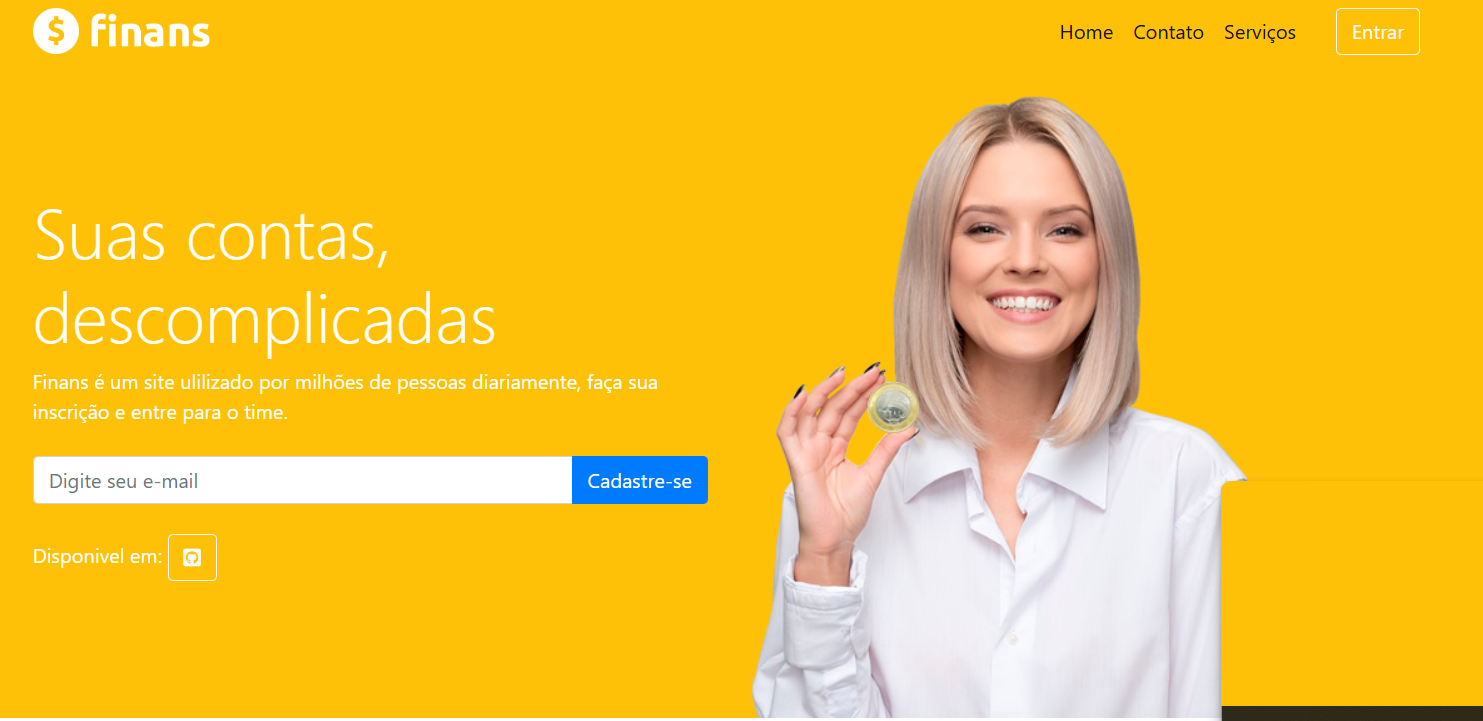 $ finans
Home Contato Serviços Entrar
Suas contas,
descomplicadas
Finans é um site ulilizado por milhões de pessoas diariamente, faça sua
inscrição e entre para o time.
Digite seu e-mail Cadastre-se
Disponivel em: